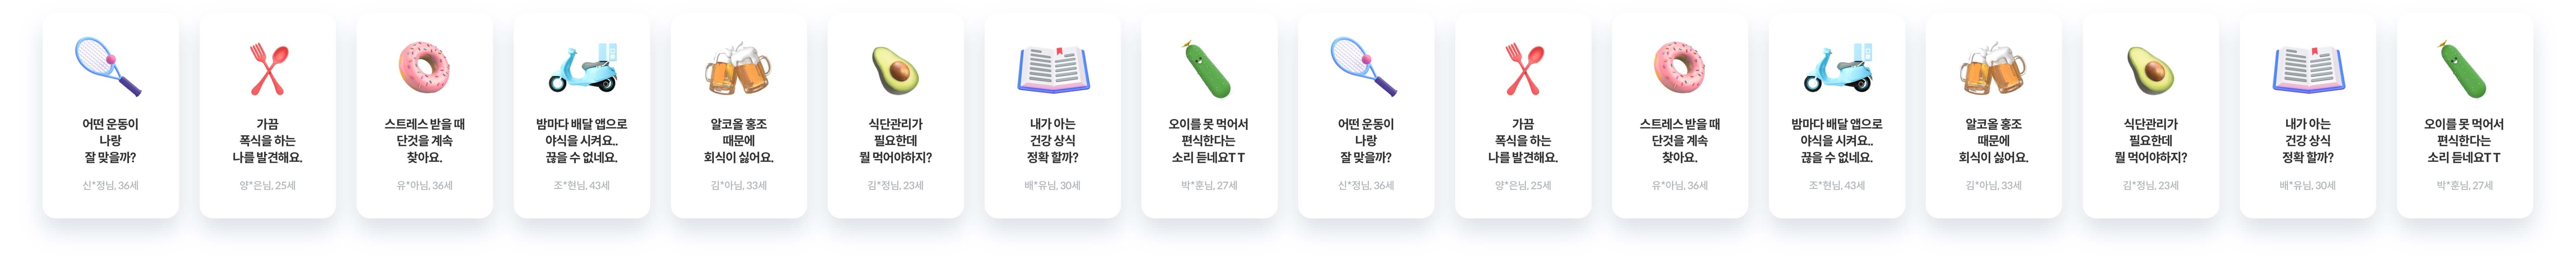 어떤 운동이
나랑
잘 맞을까?
신*정님, 36세
가끔
폭식을 하는
나를 발견해요.
양*은님, 25세
스트레스 받을 때
단것을 계속
찾아요.
유*아님, 36세
밤마다 배달 앱으로
야식을 시켜요..
끊을 수 없네요.
조*현님, 43세
알코올 홍조
때문에
회식이 싫어요.
김*아님, 33세
식단관리가
필요한데
뭘 먹어야하지?
김*정님, 23세
내가 아는
건강 상식
정확 할까?
배*유님, 30세
오이를 못 먹어서
편식한다는
소리 듣네요T T
박*훈님, 27세
어떤 운동이
나랑
잘 맞을까?
신*정님, 36세
가끔
폭식을 하는
나를 발견해요.
양*은님, 25세
스트레스 받을 때
단것을 계속
찾아요.
유*아님, 36세
밤마다 배달 앱으로
야식을 시켜요..
끊을 수 없네요.
조*현님, 43세
알코올 홍조
때문에
회식이 싫어요.
김*아님, 33세
식단관리가
필요한데
뭘 먹어야하지?
김*정님, 23세
내가 아는
건강 상식
정확 할까?
배*유님, 30세
오이를 못 먹어서
편식한다는
소리 듣네요T T
박*훈님, 27세